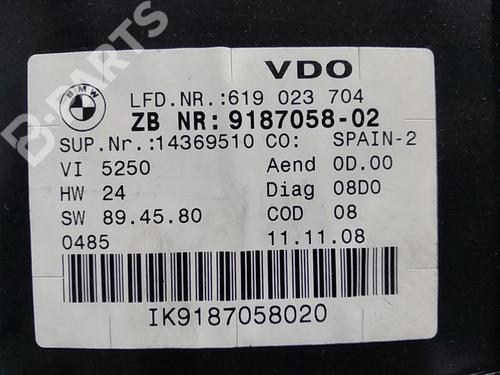 B-PARTS
VDO
BMW
LFD.NR.:619 023 704
ZB NR:9187058-02
SUP.Nr.:14369510 CO: SPAIN-2
VI 5250 Aend 0D.00
HW 24 Diag 08D0
SW 89.45.80 COD 08
0485 11.11.08
IK9187058020